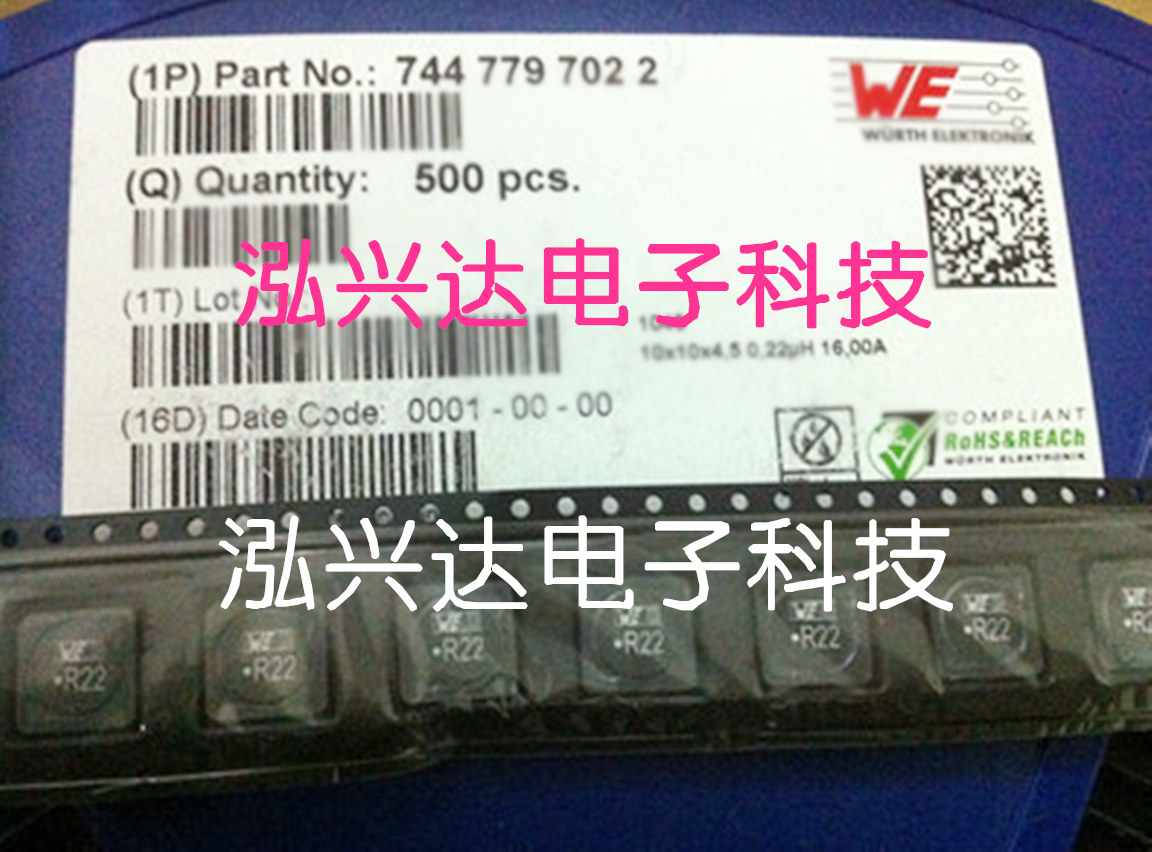 (1P) Part No.: 744 779 702 2
WE
WÜRTH ELEKTRONIK
(Q) Quantity: 500 pcs.
泓兴达电子科技
(1T) Lot No.:
10x10x4,5 0,22µH 16,00A
(16D) Date Code: 0001 - 00 - 00
COMPLIANT
RoHS&REACh
WÜRTH ELEKTRONIK
泓兴达电子科技
WE
•R22
WE
•R22
WE
•R22
WE
•R22
WE
•R22
WE
•R22
WE